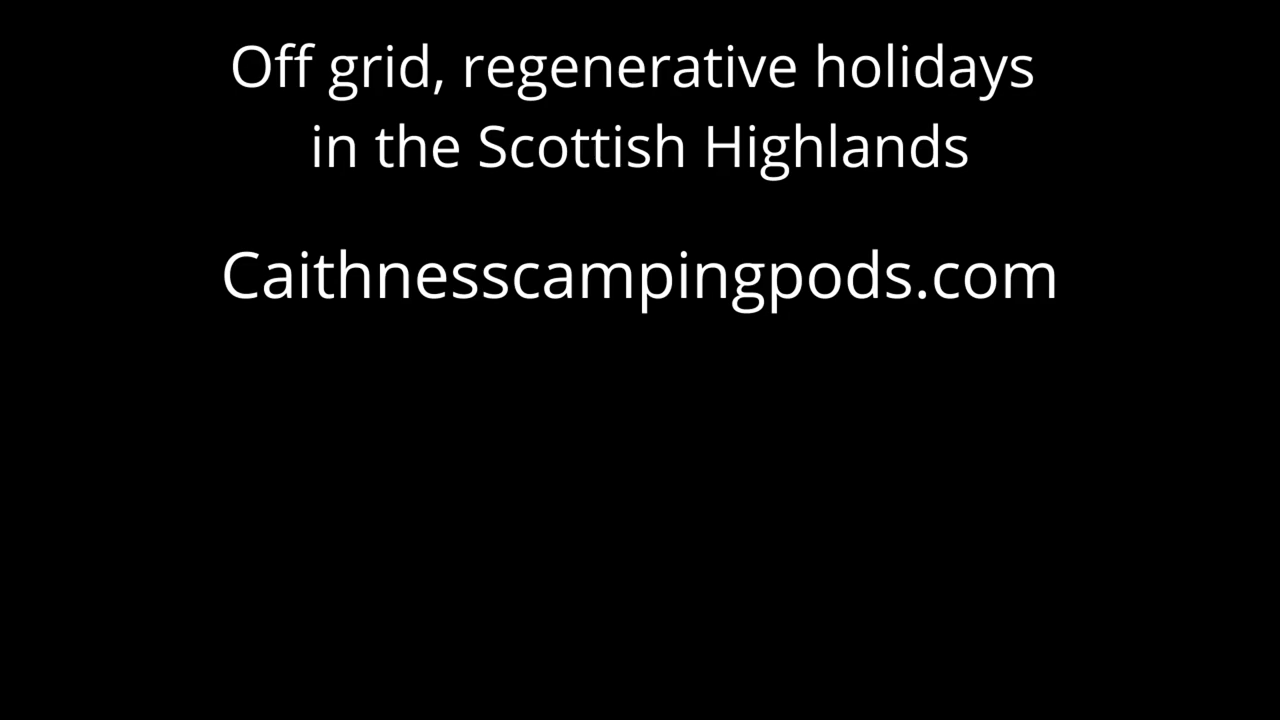 Off grid, regenerative holidays
in the Scottish Highlands
Caithnesscampingpods.com